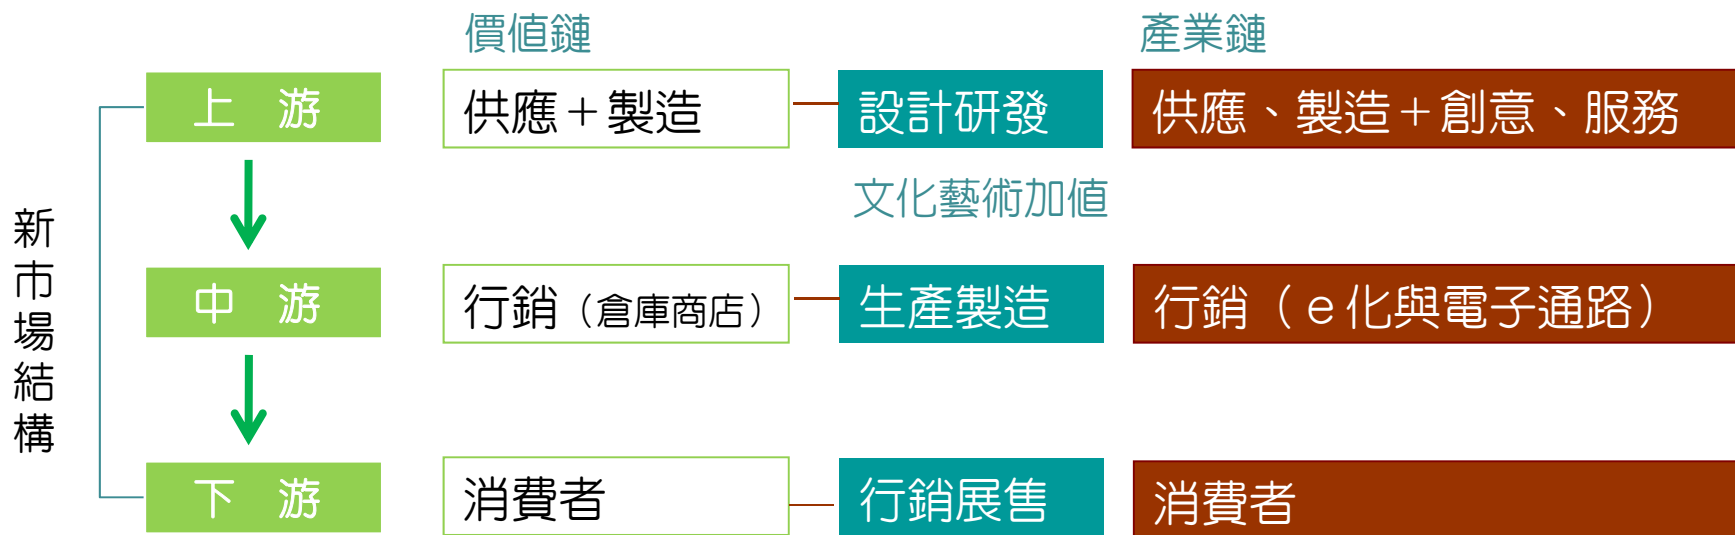 價值鏈
產業鏈
上 游
供應＋製造
設計研發
供應、製造＋創意、服務
文化藝術加值
新市場結構
中 游
行銷（倉庫商店）
生產製造
行銷（ｅ化與電子通路）
下 游
消費者
行銷展售
消費者